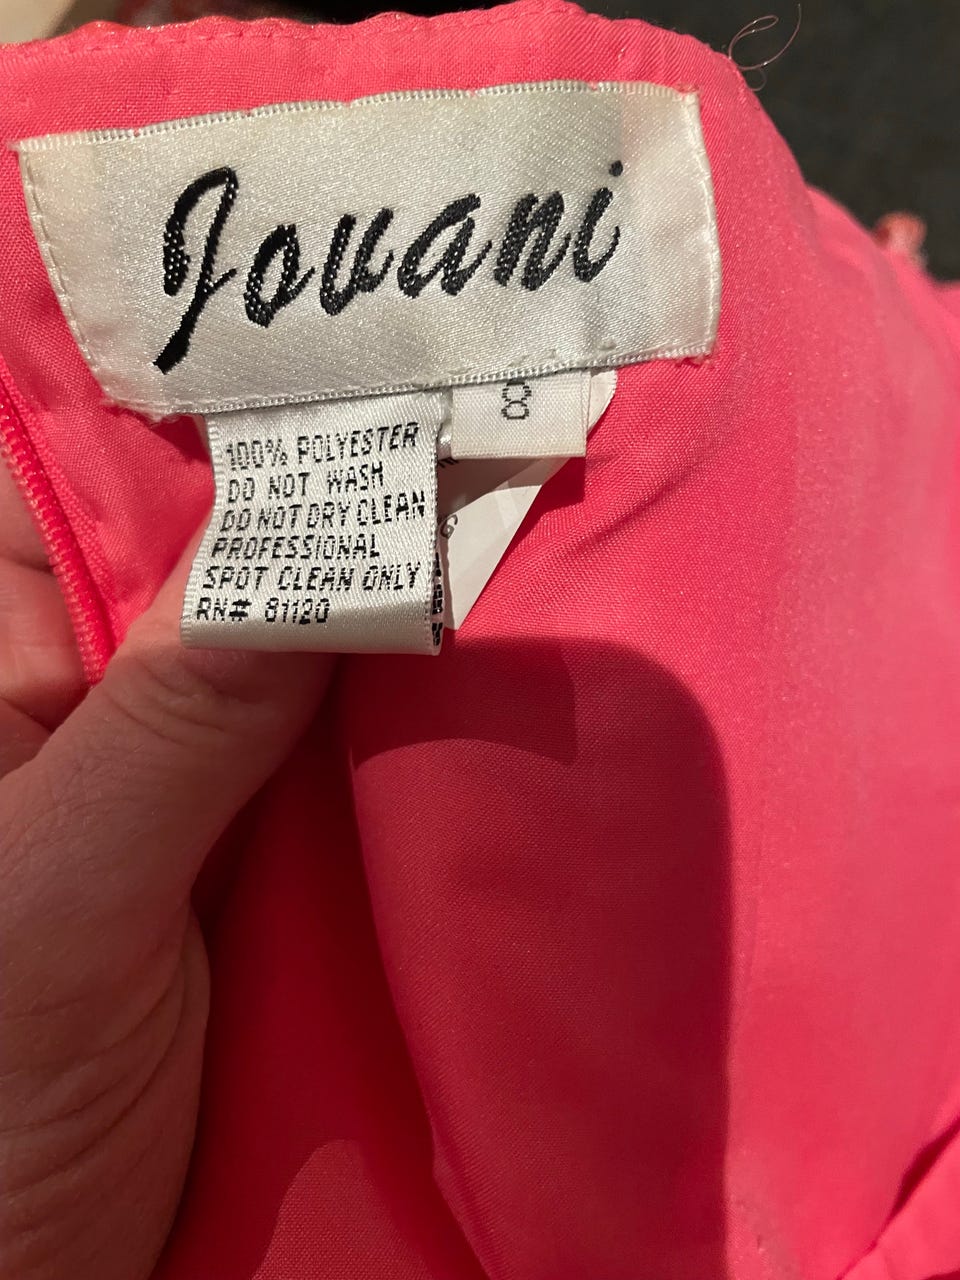 Jovani
8
100% POLYESTER
DO NOT WASH
DO NOT DRY CLEAN
PROFESSIONAL
SPOT CLEAN ONLY
RN# 81120
G